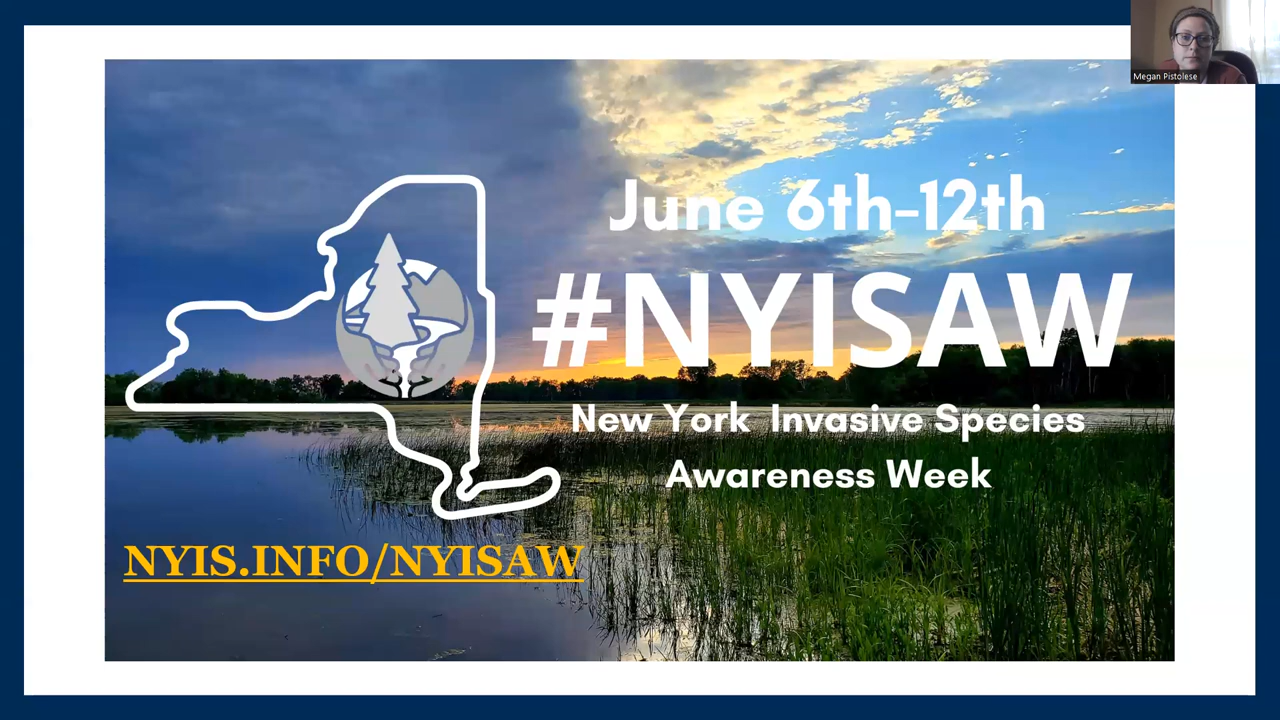 Megan Pistolese
June 6th-12th
#NYISAW
New York Invasive Species
Awareness Week
NYIS.INFO/NYISAW